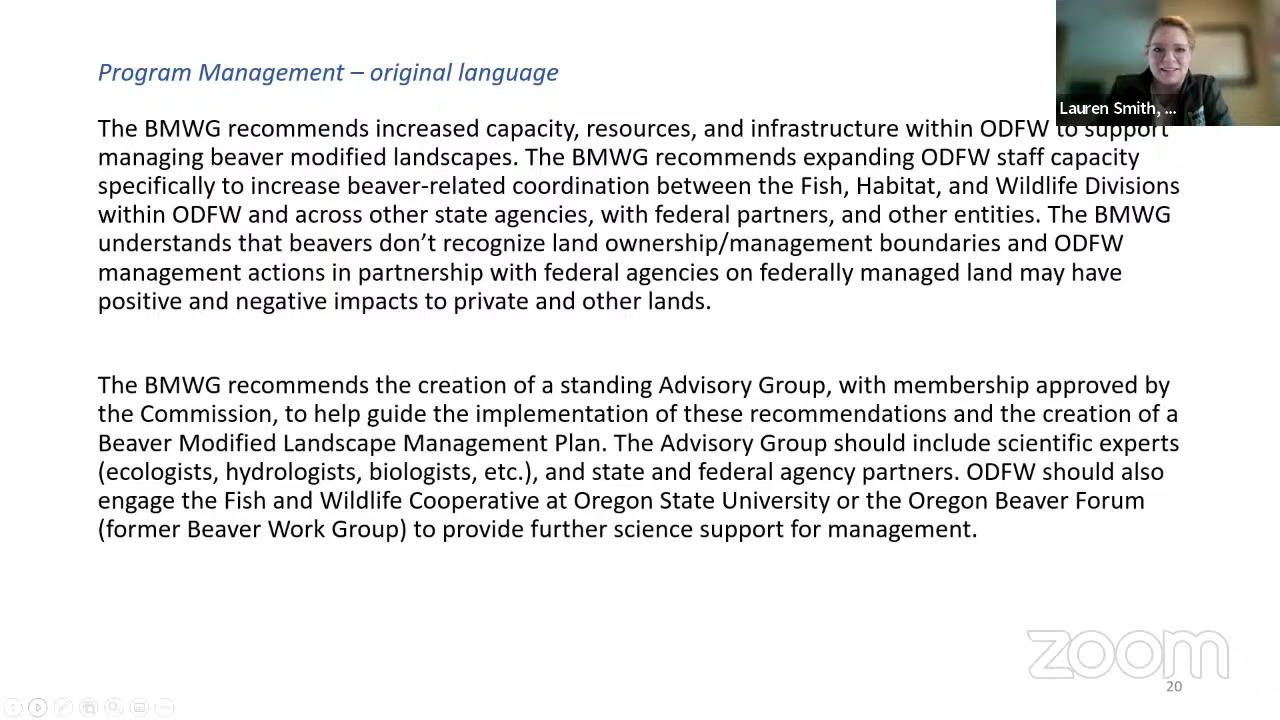 Program Management – original language
Lauren Smith, ...
The BMWG recommends increased capacity, resources, and infrastructure within ODFW to support
managing beaver modified landscapes. The BMWG recommends expanding ODFW staff capacity
specifically to increase beaver-related coordination between the Fish, Habitat, and Wildlife Divisions
within ODFW and across other state agencies, with federal partners, and other entities. The BMWG
understands that beavers don’t recognize land ownership/management boundaries and ODFW
management actions in partnership with federal agencies on federally managed land may have
positive and negative impacts to private and other lands.
The BMWG recommends the creation of a standing Advisory Group, with membership approved by
the Commission, to help guide the implementation of these recommendations and the creation of a
Beaver Modified Landscape Management Plan. The Advisory Group should include scientific experts
(ecologists, hydrologists, biologists, etc.), and state and federal agency partners. ODFW should also
engage the Fish and Wildlife Cooperative at Oregon State University or the Oregon Beaver Forum
(former Beaver Work Group) to provide further science support for management.
zoom
20